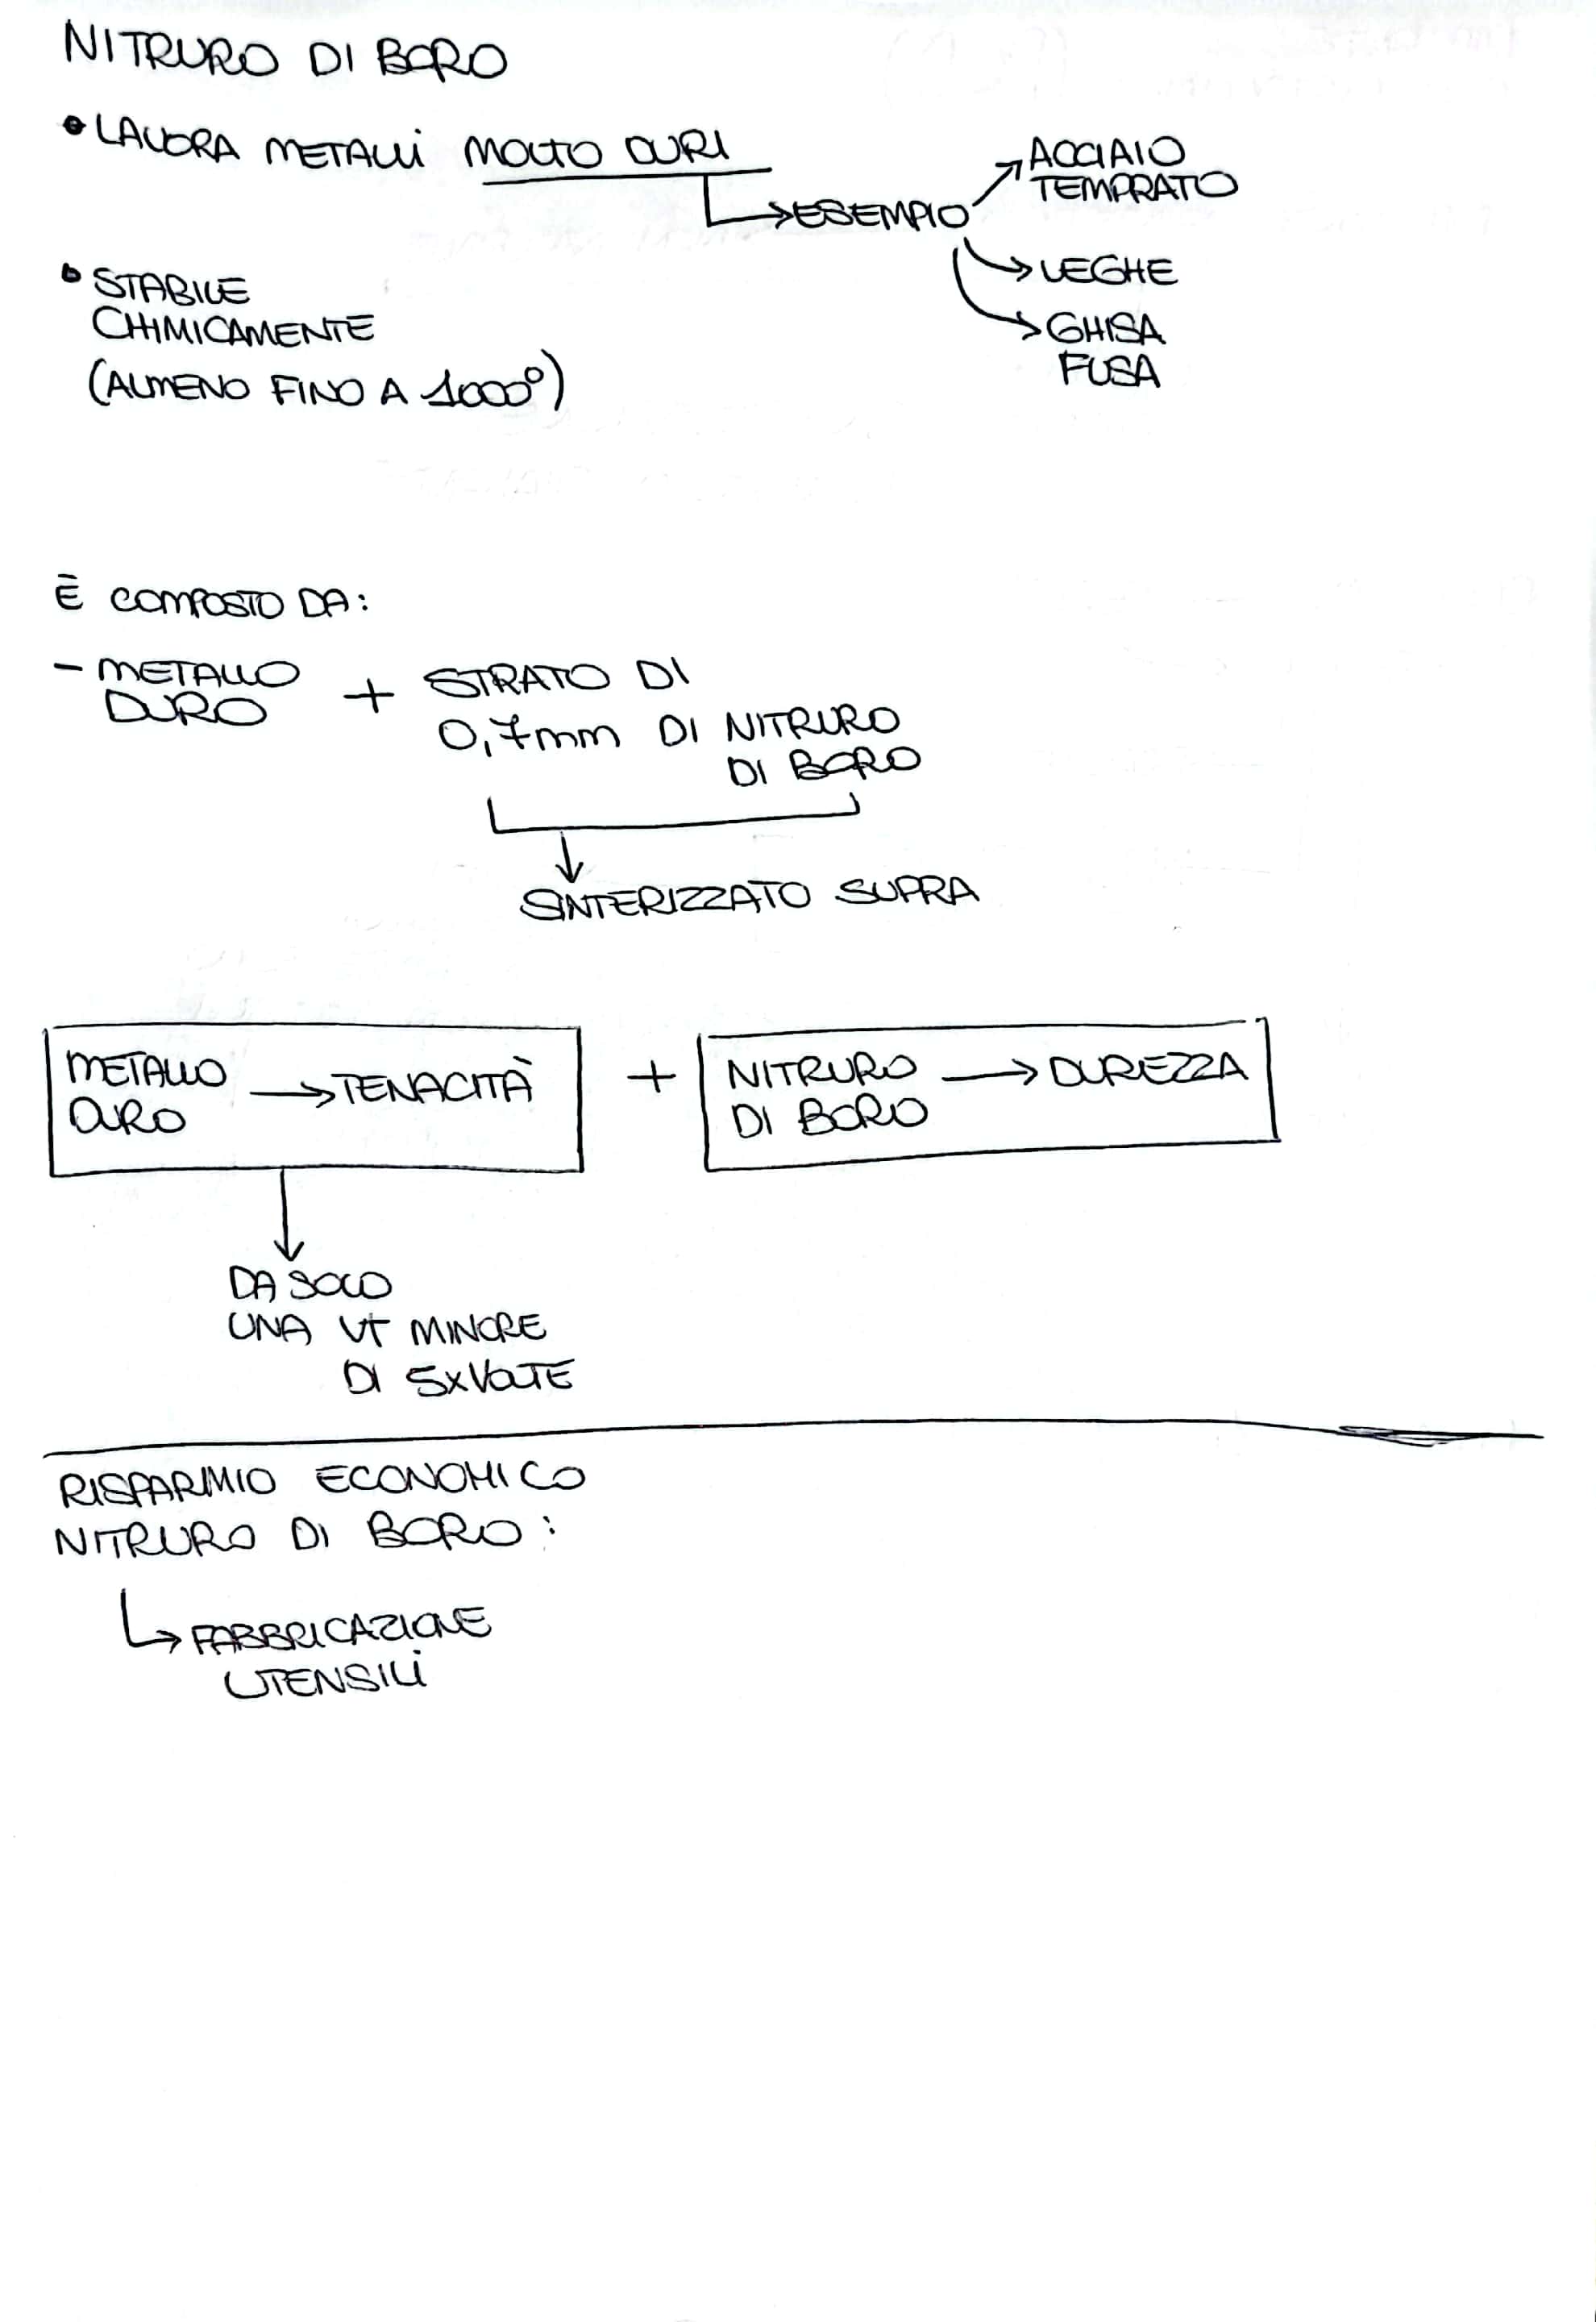 NITRURO DI BORO
• LAVORA METALLI MOLTO DURI
→ ESEMPIO
→ ACCIAIO
TEMPRATO
→ LEGHE
→ GHISA
FUSA
• STABILE
CHIMICAMENTE
(ALMENO FINO A 1000°)
È COMPOSTO DA:
- METALLO
DURO
+ STRATO DI
0,7mm DI NITRURO
DI BORO
↓
SINTERIZZATO SUPRA
METALLO → TENACITÀ
DURO
+
NITRURO → DUREZZA
DI BORO
↓
DA SOLO
UNA VT MINORE
DI 5xVOLTE
RISPARMIO ECONOMICO
NITRURO DI BORO:
→ FABBRICAZIONE
UTENSILI